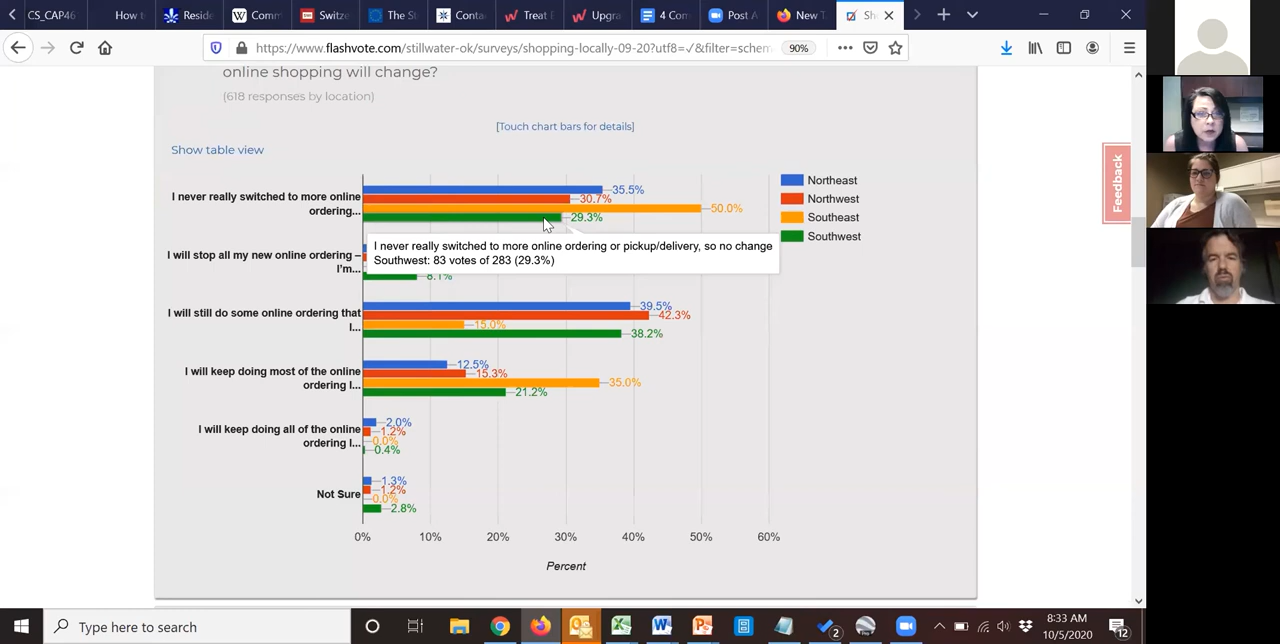 CS_CAP46
How t
Reside
Comm
Switze
The St
Conta
Treat E
Upgra
4 Com
Post A
New T
Sh
https://www.flashvote.com/stillwater-ok/surveys/shopping-locally-09-20?utf8=√&filter=schem
90%
online shopping will change?
(618 responses by location)
[Touch chart bars for details]
Show table view
Feedback
I never really switched to more online
ordering...
35.5%
30.7%
50.0%
29.3%
Northeast
Northwest
Southeast
Southwest
I never really switched to more online ordering or pickup/delivery, so no change
Southwest: 83 votes of 283 (29.3%)
I will stop all my new online ordering –
I'm...
8.1%
I will still do some online ordering that
I...
39.5%
42.3%
15.0%
38.2%
I will keep doing most of the online
ordering I...
12.5%
15.3%
35.0%
21.2%
I will keep doing all of the online
ordering I...
2.0%
1.2%
0.0%
0.4%
Not Sure
1.3%
1.2%
0.0%
2.8%
0% 10% 20% 30% 40% 50% 60%
Percent
Type here to search
2
8:33 AM
10/5/2020
12